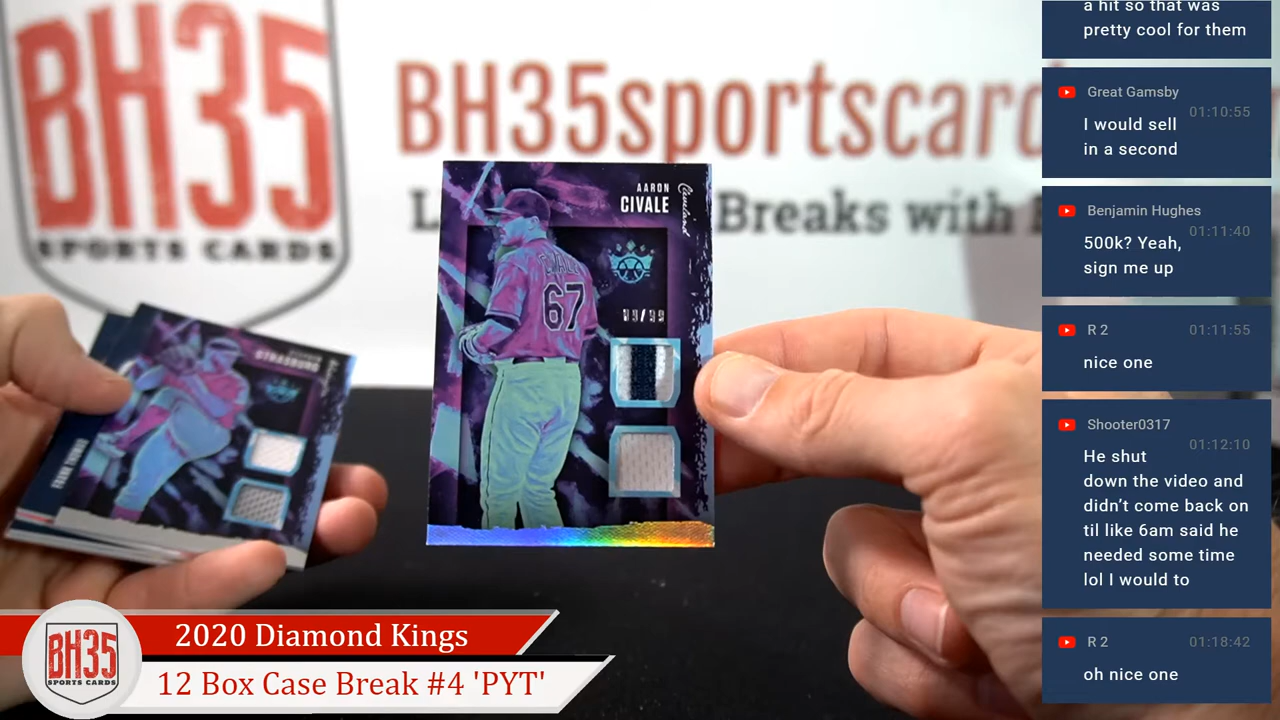 BH35
SPORTS CARDS
BH35sportscard
Breaks with
AARON
CIVALE
Cleveland
67
/99
STRASBURG
2020 Diamond Kings
12 Box Case Break #4 'PYT'
BH35
SPORTS CARDS
a hit so that was
pretty cool for them
Great Gamsby
01:10:55
I would sell
in a second
Benjamin Hughes
01:11:40
500k? Yeah,
sign me up
R 2
01:11:55
nice one
Shooter0317
01:12:10
He shut
down the video and
didn’t come back on
til like 6am said he
needed some time
lol I would to
R 2
01:18:42
oh nice one